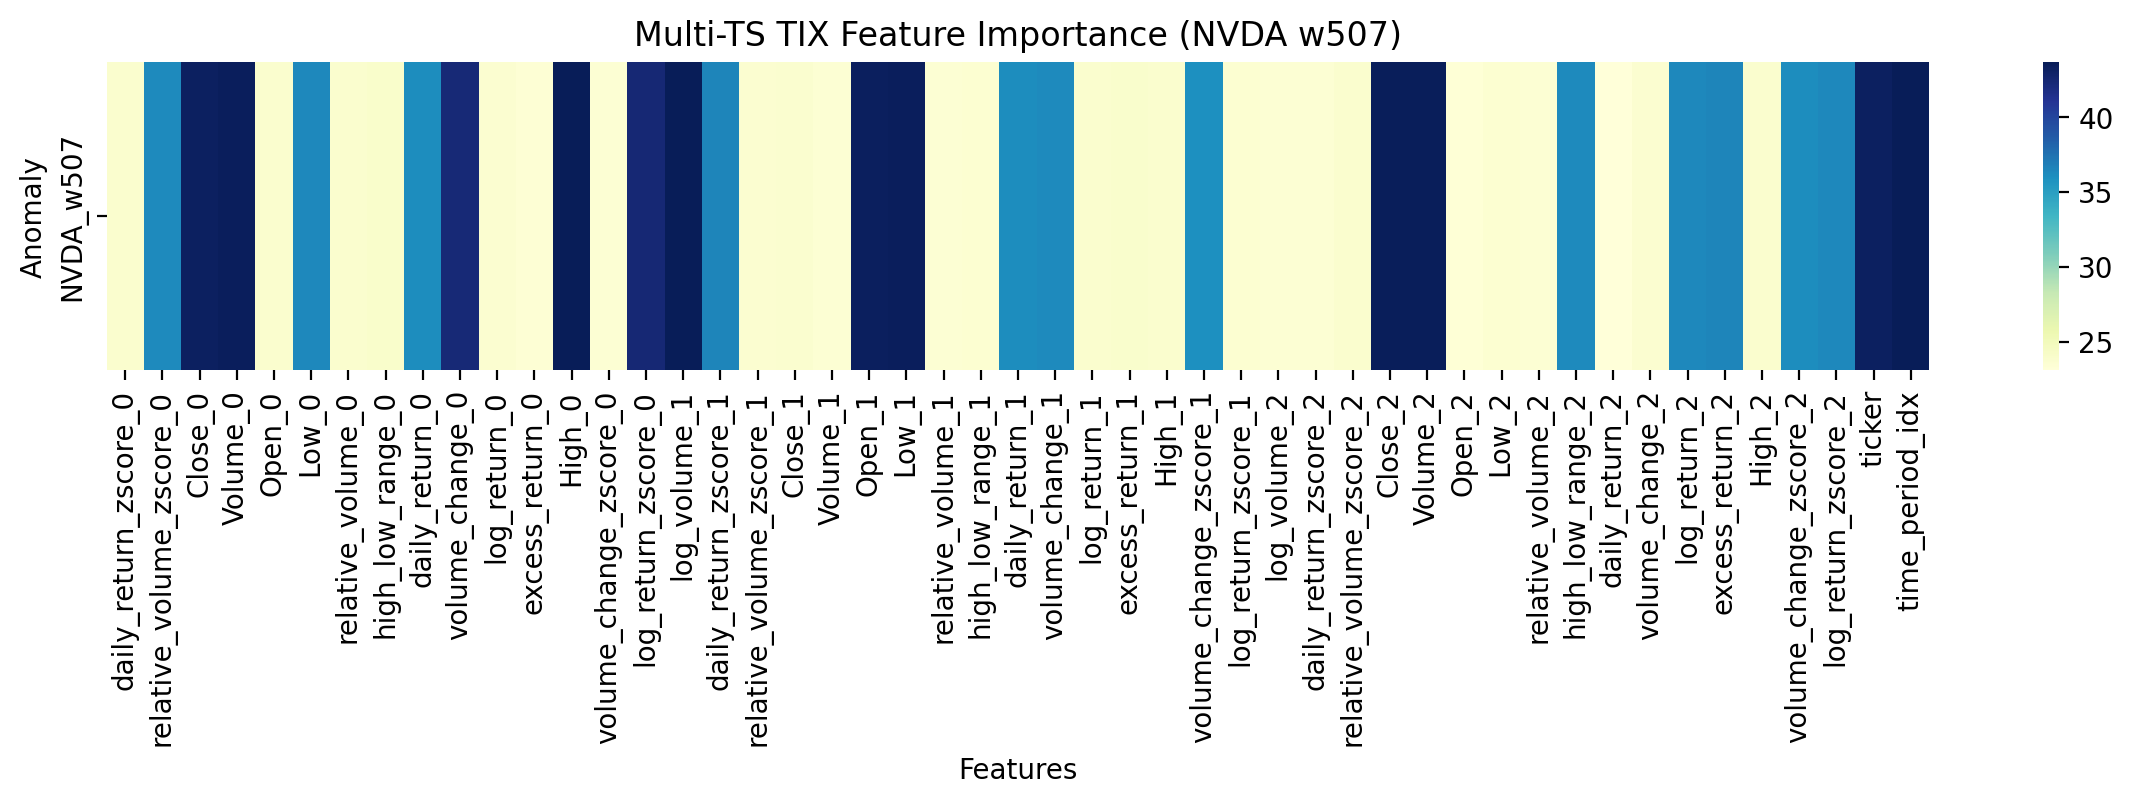 Multi-TS TIX Feature Importance (NVDA w507)
Anomaly
NVDA_w507
40
35
30
25
daily_return_zscore_0
relative_volume_zscore_0
Close_0
Volume_0
Open_0
Low_0
relative_volume_0
high_low_range_0
daily_return_0
volume_change_0
log_return_0
excess_return_0
High_0
volume_change_zscore_0
log_return_zscore_0
log_volume_1
daily_return_zscore_1
relative_volume_zscore_1
Close_1
Volume_1
Open_1
Low_1
relative_volume_1
high_low_range_1
daily_return_1
volume_change_1
log_return_1
excess_return_1
High_1
volume_change_zscore_1
log_return_zscore_1
log_volume_2
daily_return_zscore_2
relative_volume_zscore_2
Close_2
Volume_2
Open_2
Low_2
relative_volume_2
high_low_range_2
daily_return_2
volume_change_2
log_return_2
excess_return_2
High_2
volume_change_zscore_2
log_return_zscore_2
ticker
time_period_idx
Features